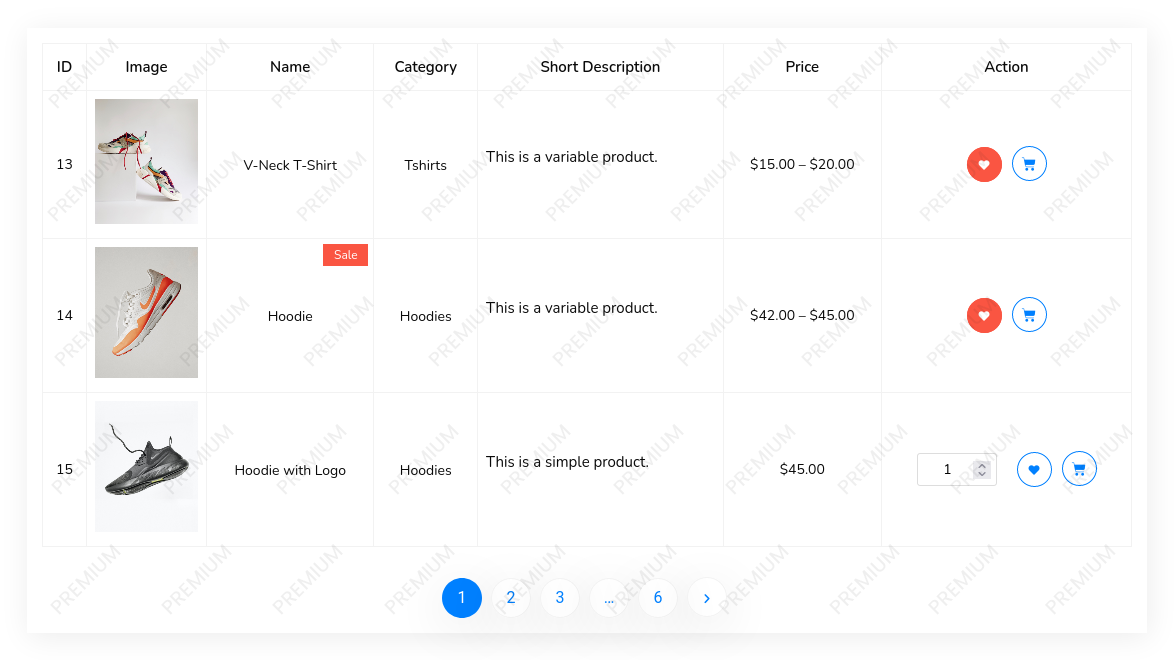 ID Image Name Category Short Description Price Action
13 V-Neck T-Shirt Tshirts This is a variable product. $15.00 – $20.00
Sale
14 Hoodie Hoodies This is a variable product. $42.00 – $45.00
15 Hoodie with Logo Hoodies This is a simple product. $45.00 1
1 2 3 ... 6 >
PREMIUM